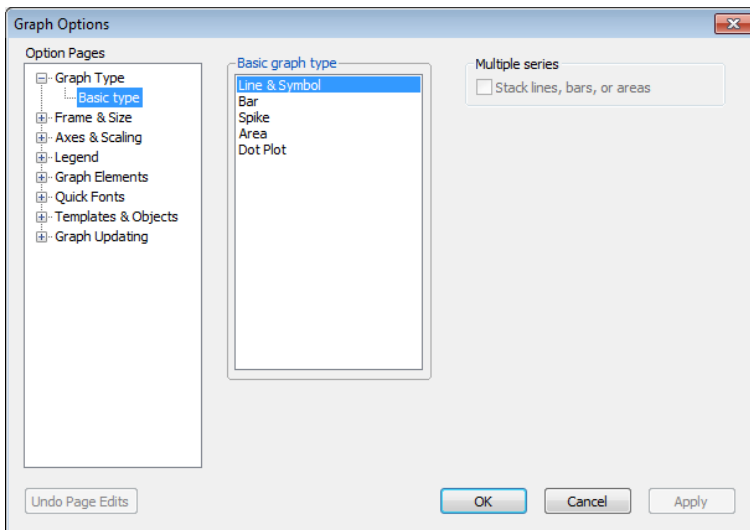 Graph Options
Option Pages
Graph Type
Basic type
Frame & Size
Axes & Scaling
Legend
Graph Elements
Quick Fonts
Templates & Objects
Graph Updating
Basic graph type
Line & Symbol
Bar
Spike
Area
Dot Plot
Multiple series
Stack lines, bars, or areas
Undo Page Edits
OK
Cancel
Apply